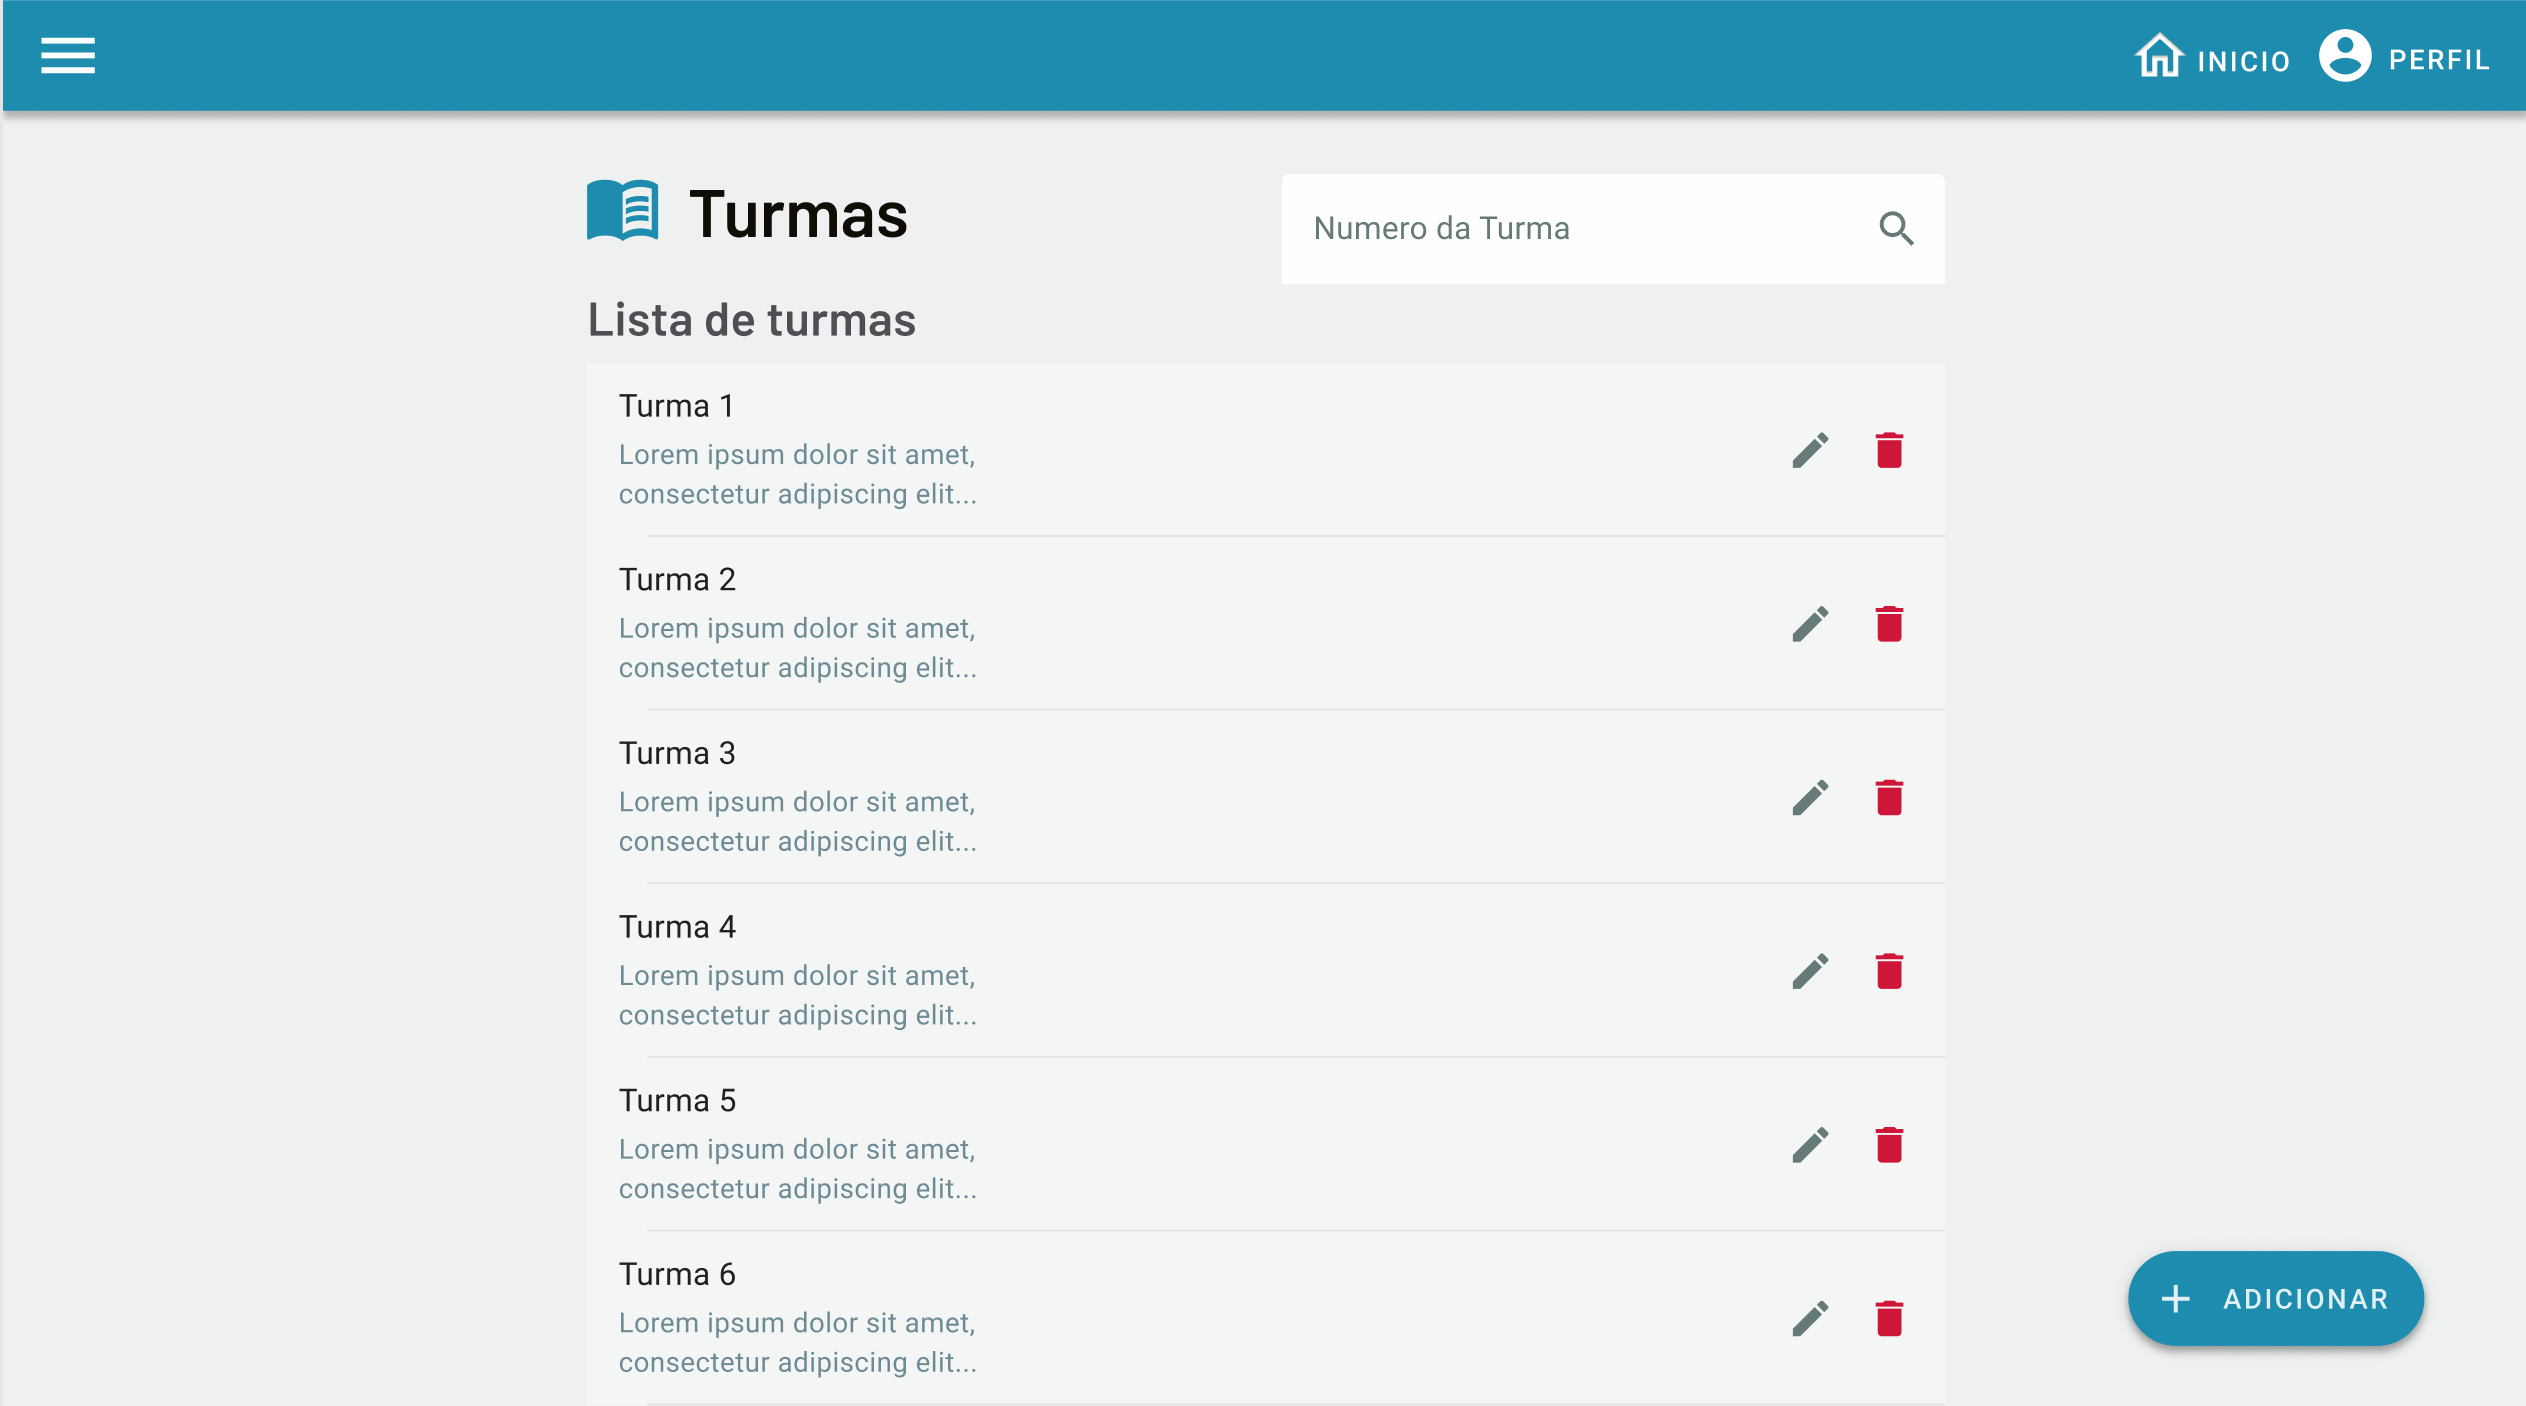 INICIO PERFIL
Turmas
Numero da Turma
Lista de turmas
Turma 1
Lorem ipsum dolor sit amet,
consectetur adipiscing elit...
Turma 2
Lorem ipsum dolor sit amet,
consectetur adipiscing elit...
Turma 3
Lorem ipsum dolor sit amet,
consectetur adipiscing elit...
Turma 4
Lorem ipsum dolor sit amet,
consectetur adipiscing elit...
Turma 5
Lorem ipsum dolor sit amet,
consectetur adipiscing elit...
Turma 6
Lorem ipsum dolor sit amet,
consectetur adipiscing elit...
ADICIONAR